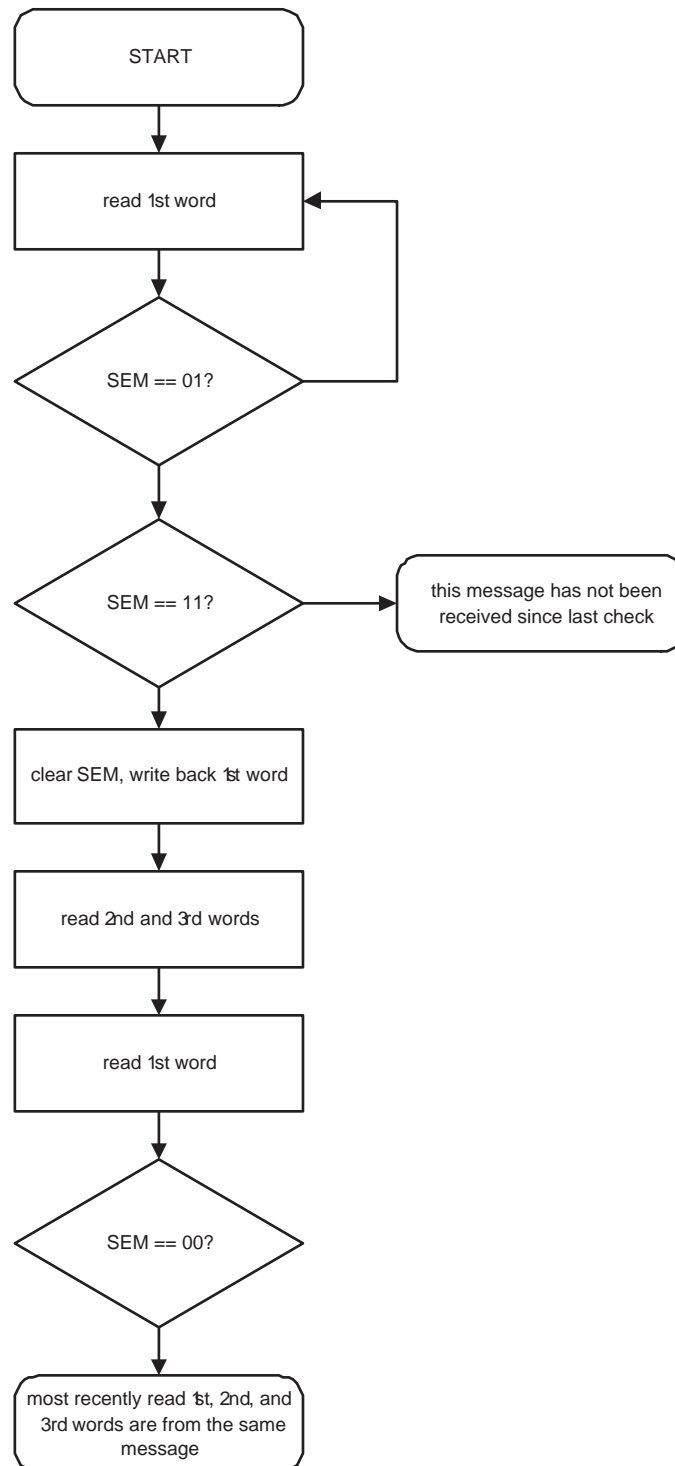 START
read 1st word
SEM == 01?
SEM == 11?
this message has not been
received since last check
clear SEM, write back 1st word
read 2nd and 3rd words
read 1st word
SEM == 00?
most recently read 1st, 2nd, and
3rd words are from the same
message